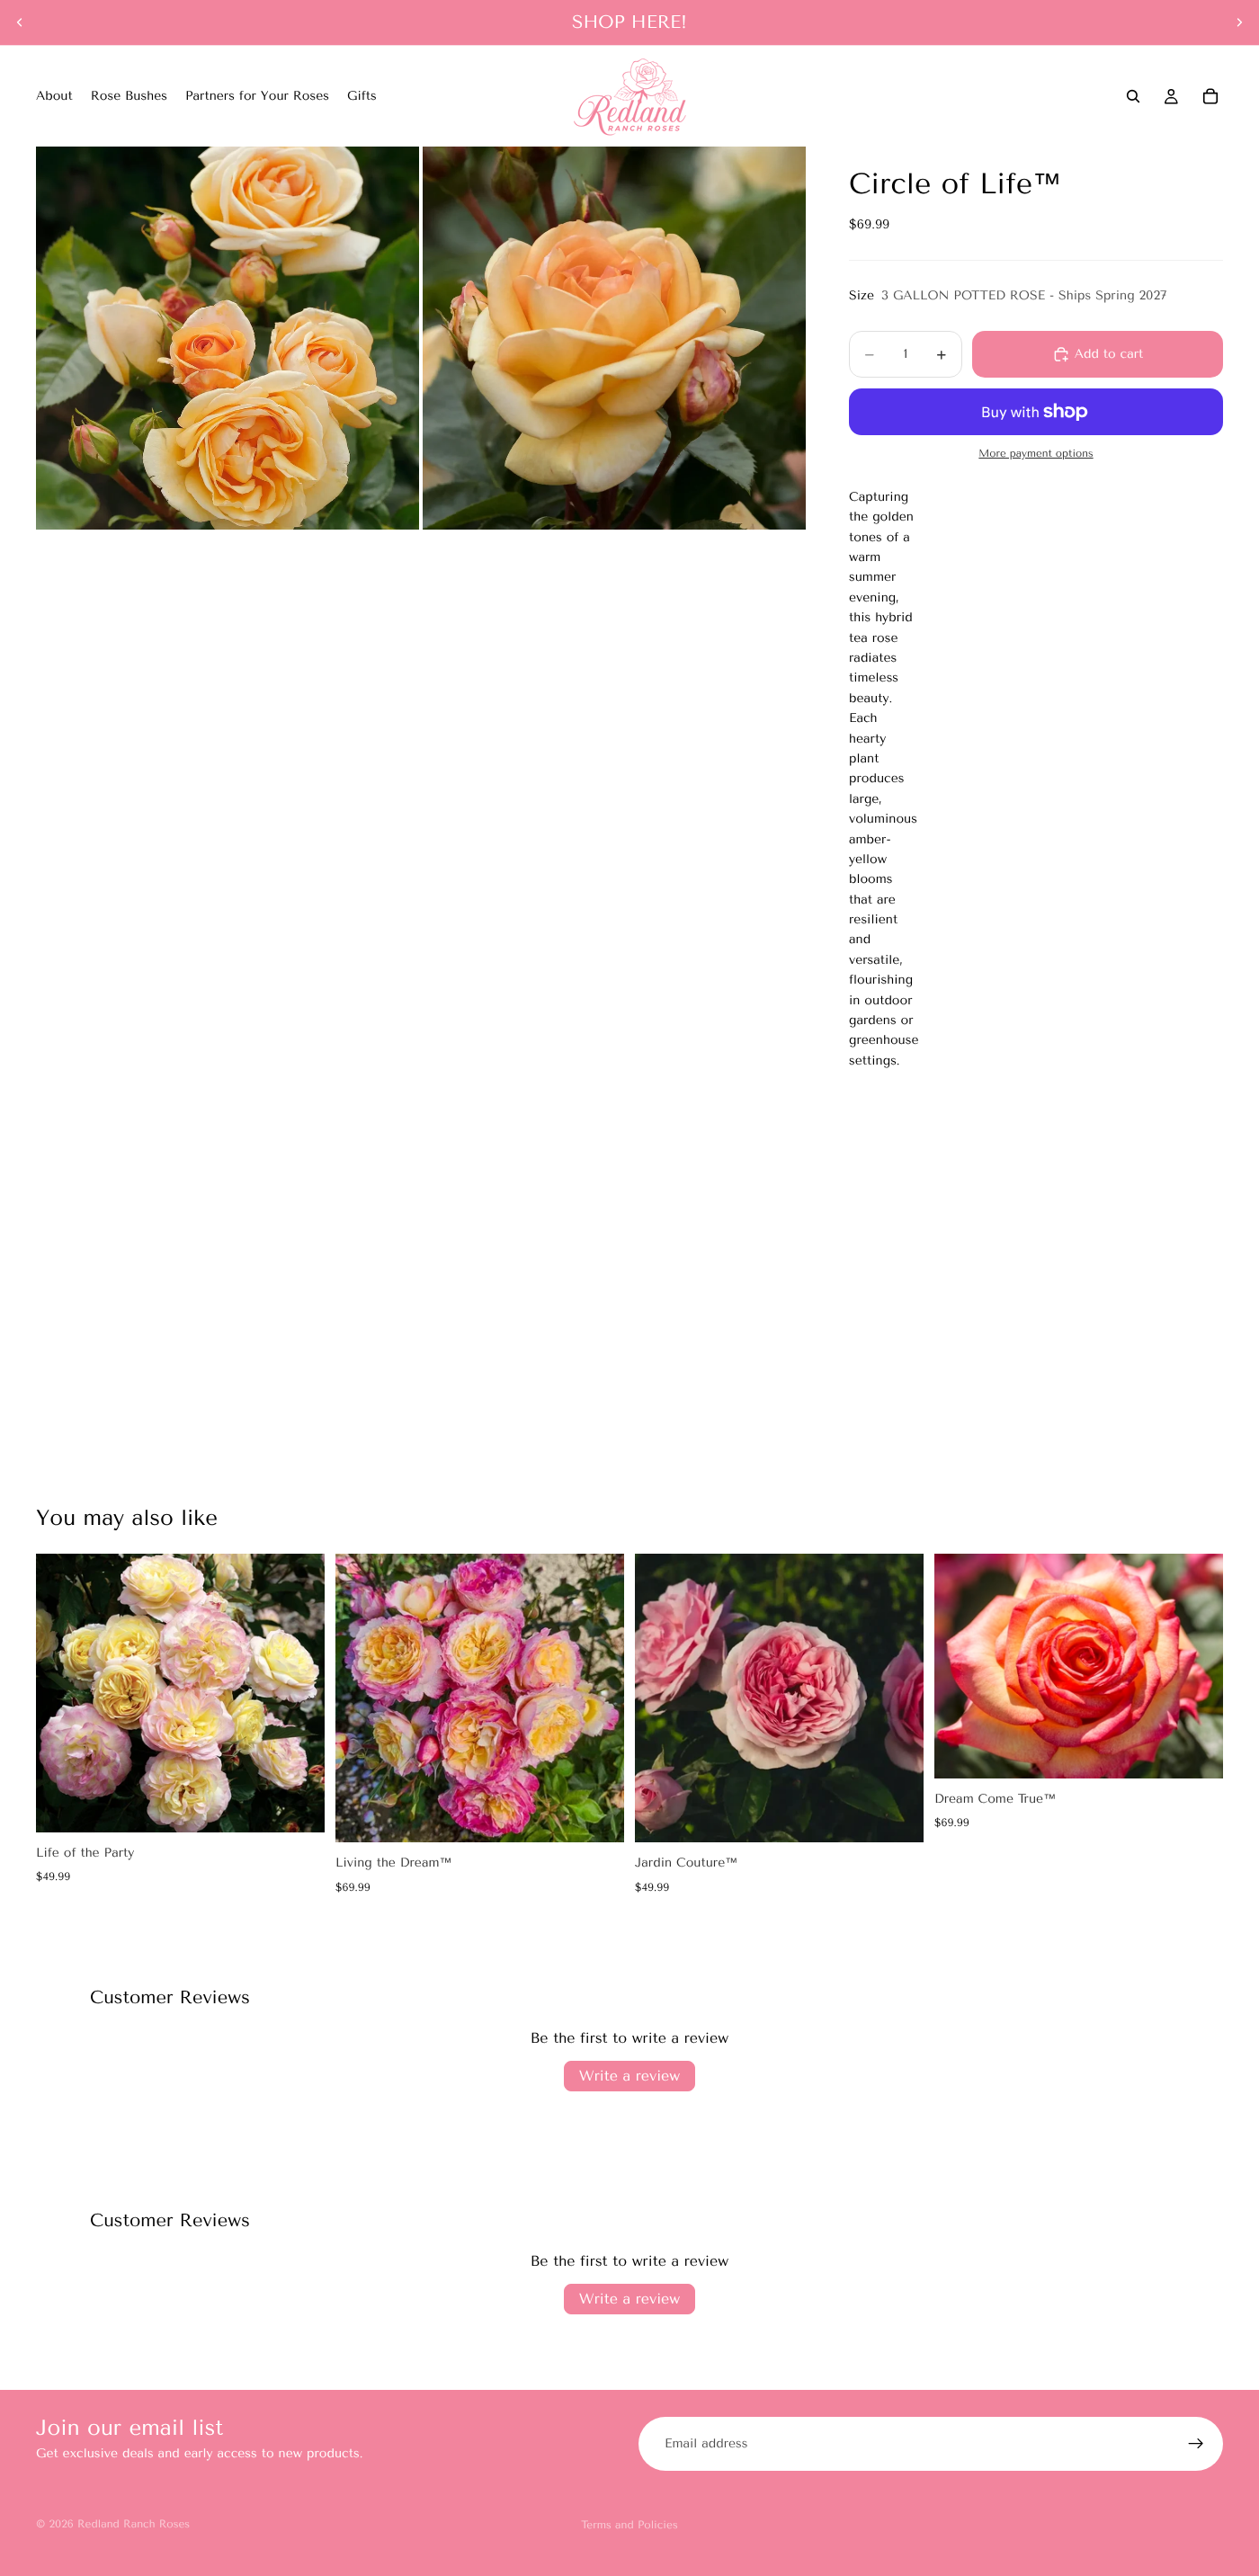 SHOP HERE!
About
Rose Bushes
Partners for Your Roses
Gifts
Redland
RANCH ROSES
Circle of Life™
$69.99
Size 3 GALLON POTTED ROSE - Ships Spring 2027
1
Add to cart
Buy with shop
More payment options
Capturing
the golden
tones of a
warm
summer
evening,
this hybrid
tea rose
radiates
timeless
beauty.
Each
hearty
plant
produces
large,
voluminous
amber-
yellow
blooms
that are
resilient
and
versatile,
flourishing
in outdoor
gardens or
greenhouse
settings.
You may also like
Life of the Party
$49.99
Living the Dream™
$69.99
Jardin Couture™
$49.99
Dream Come True™
$69.99
Customer Reviews
Be the first to write a review
Write a review
Customer Reviews
Be the first to write a review
Write a review
Join our email list
Get exclusive deals and early access to new products.
Email address
© 2026 Redland Ranch Roses
Terms and Policies